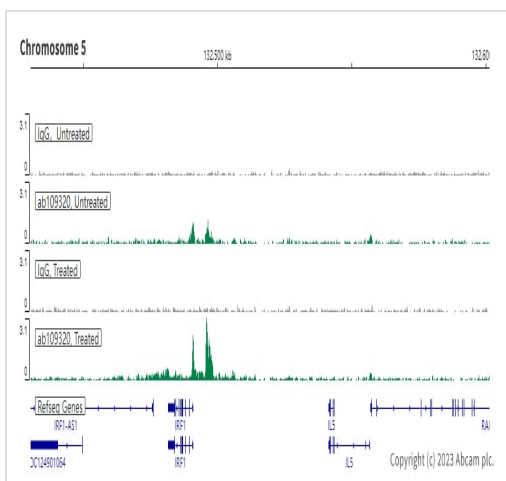 Chromosome 5
132.500 kb
132.60
3.1
IgG, Untreated
0
3.1
ab109320, Untreated
0
3.1
IgG, Treated
0
3.1
ab109320, Treated
0
Refseq Genes
IRF1-AS1
IRF1
IL5
RAI
OC124901064
IRF1
IL5
Copyright (c) 2023 Abcam plc.